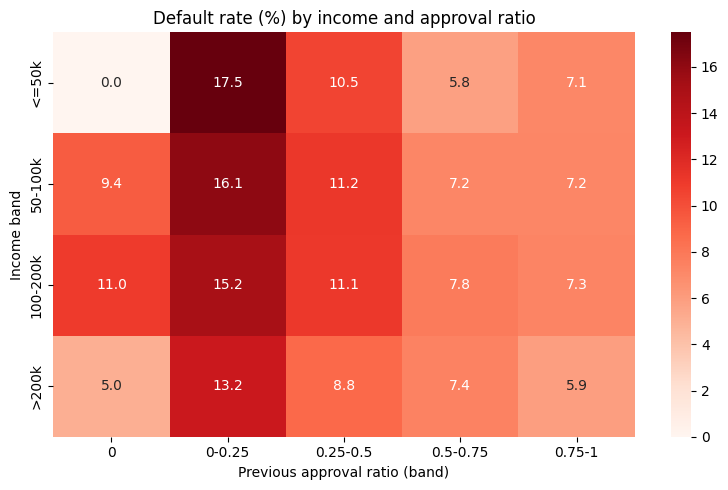 Default rate (%) by income and approval ratio
Income band
<=50k
0.0 17.5 10.5 5.8 7.1
50-100k
9.4 16.1 11.2 7.2 7.2
100-200k
11.0 15.2 11.1 7.8 7.3
>200k
5.0 13.2 8.8 7.4 5.9
0 0-0.25 0.25-0.5 0.5-0.75 0.75-1
Previous approval ratio (band)
16
14
12
10
8
6
4
2
0